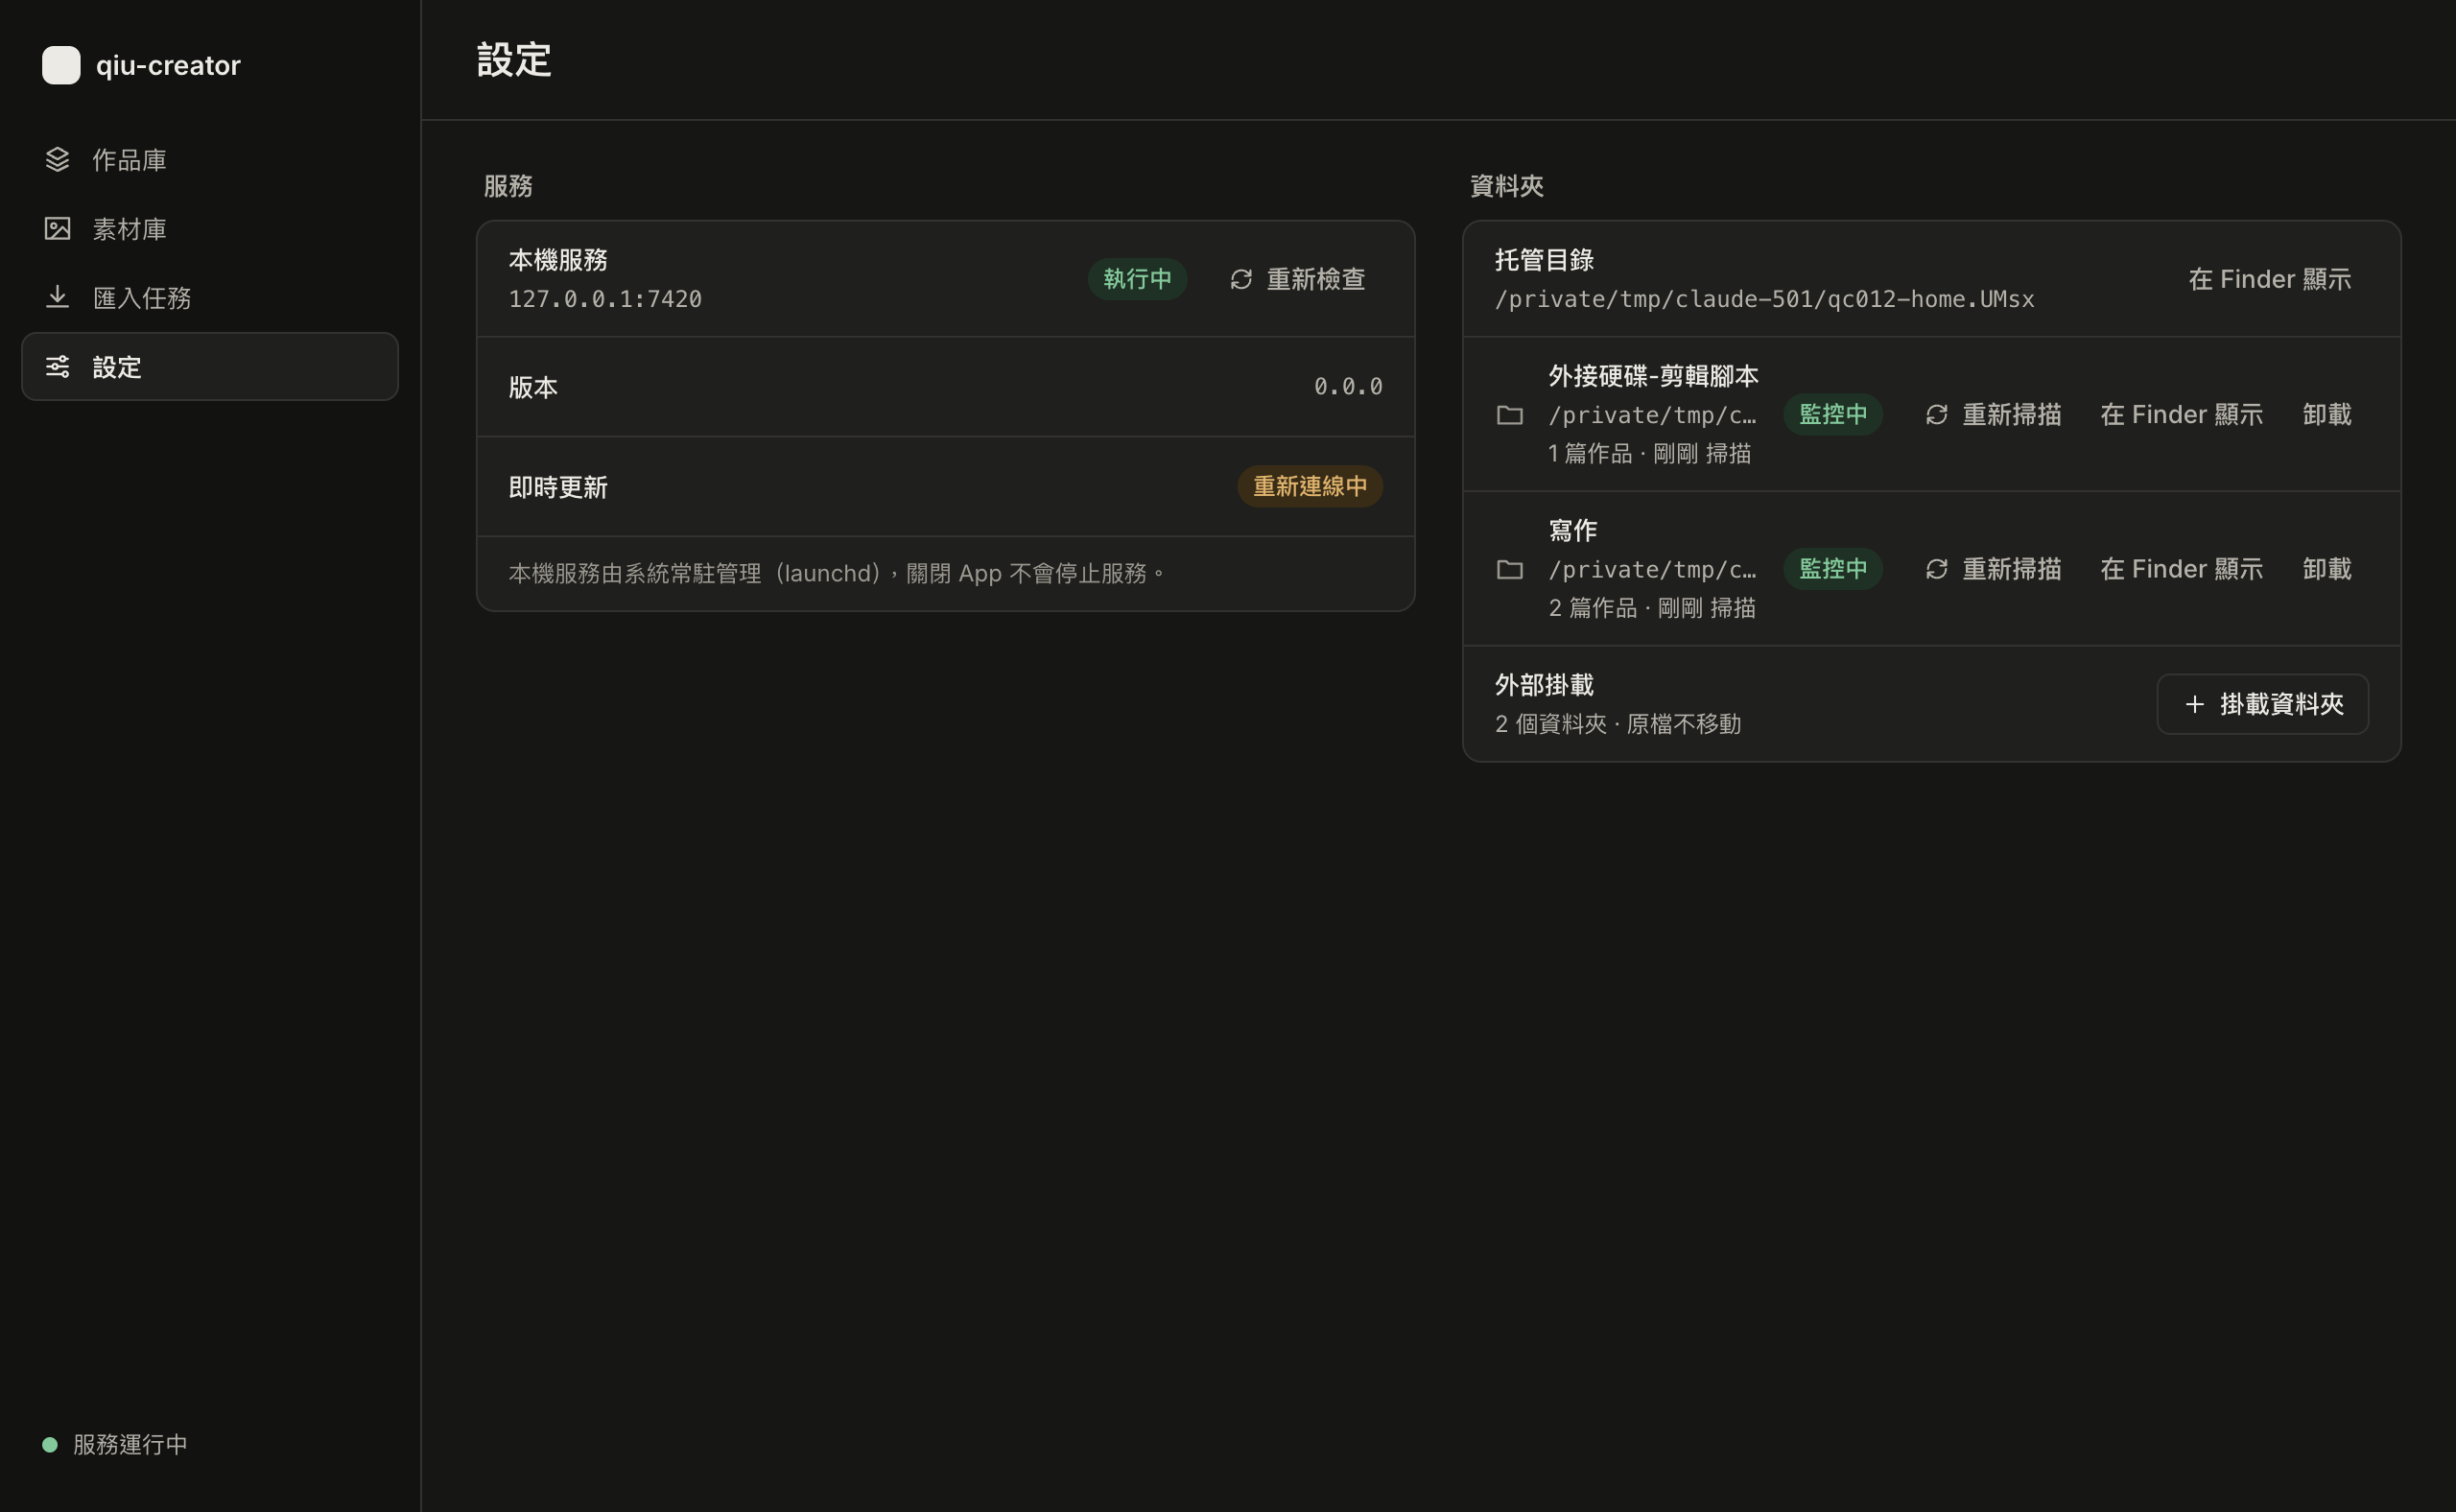 qiu-creator
作品庫
素材庫
匯入任務
設定
服務運行中
設定
服務
本機服務
127.0.0.1:7420
執行中
重新檢查
版本
0.0.0
即時更新
重新連線中
本機服務由系統常駐管理（launchd），關閉 App 不會停止服務。
資料夾
托管目錄
/private/tmp/claude-501/qc012-home.UMsx
在 Finder 顯示
外接硬碟-剪輯腳本
/private/tmp/c…
1 篇作品 · 剛剛 掃描
監控中
重新掃描
在 Finder 顯示
卸載
寫作
/private/tmp/c…
2 篇作品 · 剛剛 掃描
監控中
重新掃描
在 Finder 顯示
卸載
外部掛載
2 個資料夾 · 原檔不移動
掛載資料夾